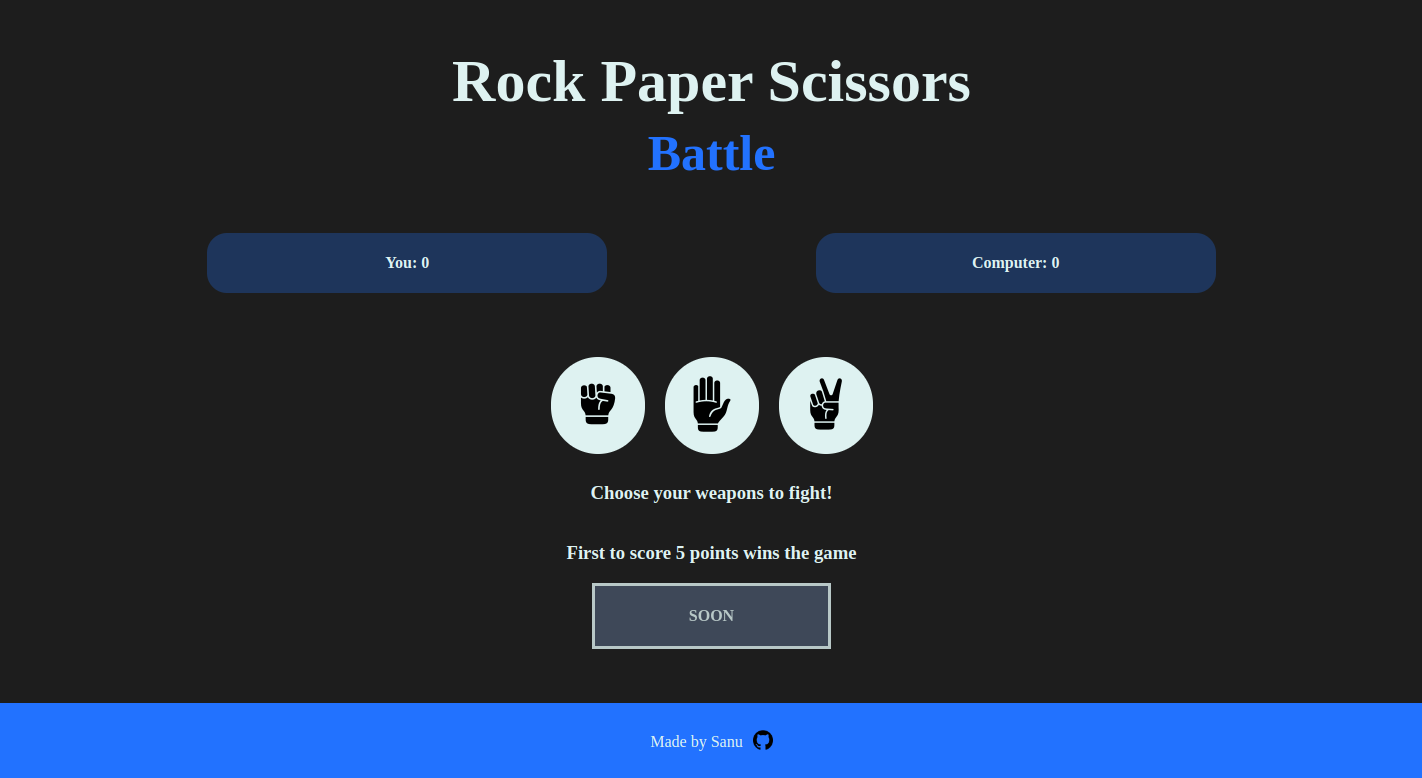 Rock Paper Scissors
Battle
You: 0
Computer: 0
Choose your weapons to fight!
First to score 5 points wins the game
SOON
Made by Sanu